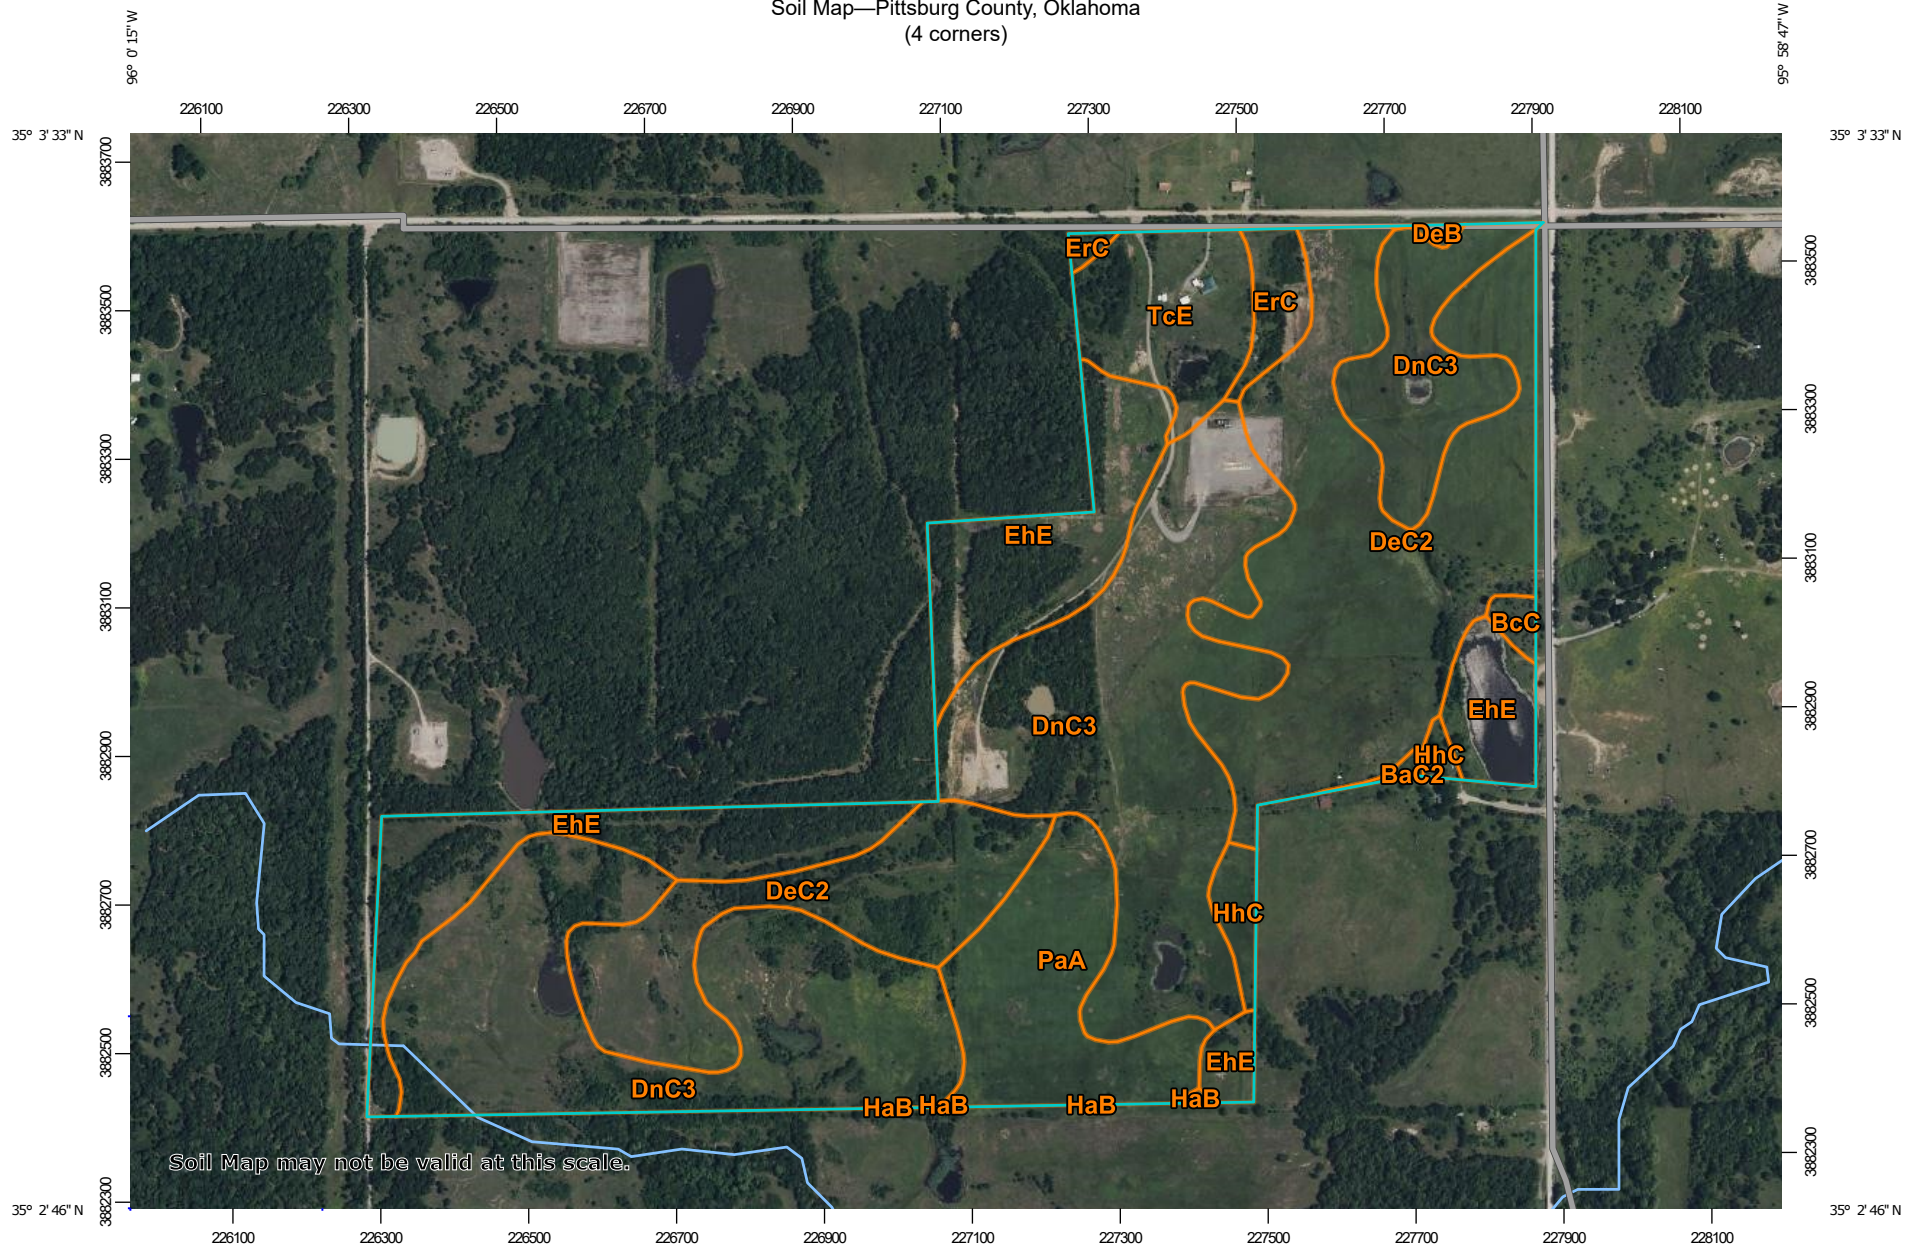 Soil Map—Pittsburg County, Oklahoma
(4 corners)
96° 0' 15'' W
95° 58' 47'' W
226100 226300 226500 226700 226900 227100 227300 227500 227700 227900 228100
35° 3' 33'' N
35° 3' 33'' N
3883700
3883500
3883300
3883100
3882900
3882700
3882500
3882300
DeB
ErC
ErC
TcE
DnC3
EhE
DeC2
BcC
EhE
DnC3
HhC
BaC2
EhE
DeC2
HhC
PaA
EhE
DnC3
HaB HaB HaB HaB
Soil Map may not be valid at this scale.
3883500
3883300
3883100
3882900
3882700
3882500
3882300
35° 2' 46'' N
35° 2' 46'' N
226100 226300 226500 226700 226900 227100 227300 227500 227700 227900 228100